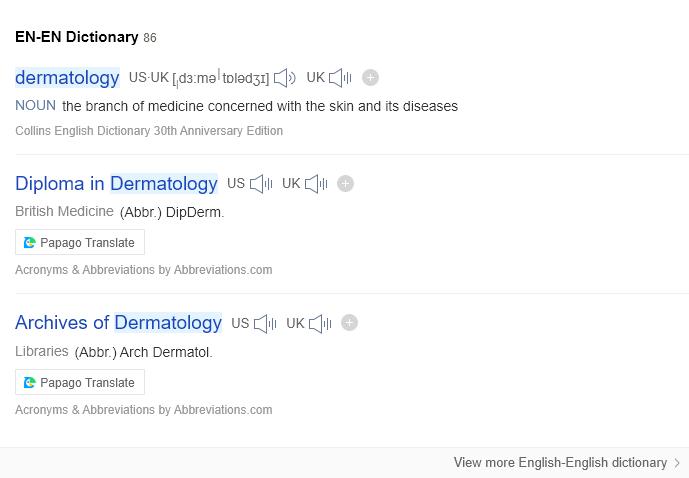 EN-EN Dictionary 86
dermatology US·UK [ˌdɜːməˈtɒlədʒɪ] UK
NOUN the branch of medicine concerned with the skin and its diseases
Collins English Dictionary 30th Anniversary Edition
Diploma in Dermatology US UK
British Medicine (Abbr.) DipDerm.
Papago Translate
Acronyms & Abbreviations by Abbreviations.com
Archives of Dermatology US UK
Libraries (Abbr.) Arch Dermatol.
Papago Translate
Acronyms & Abbreviations by Abbreviations.com
View more English-English dictionary